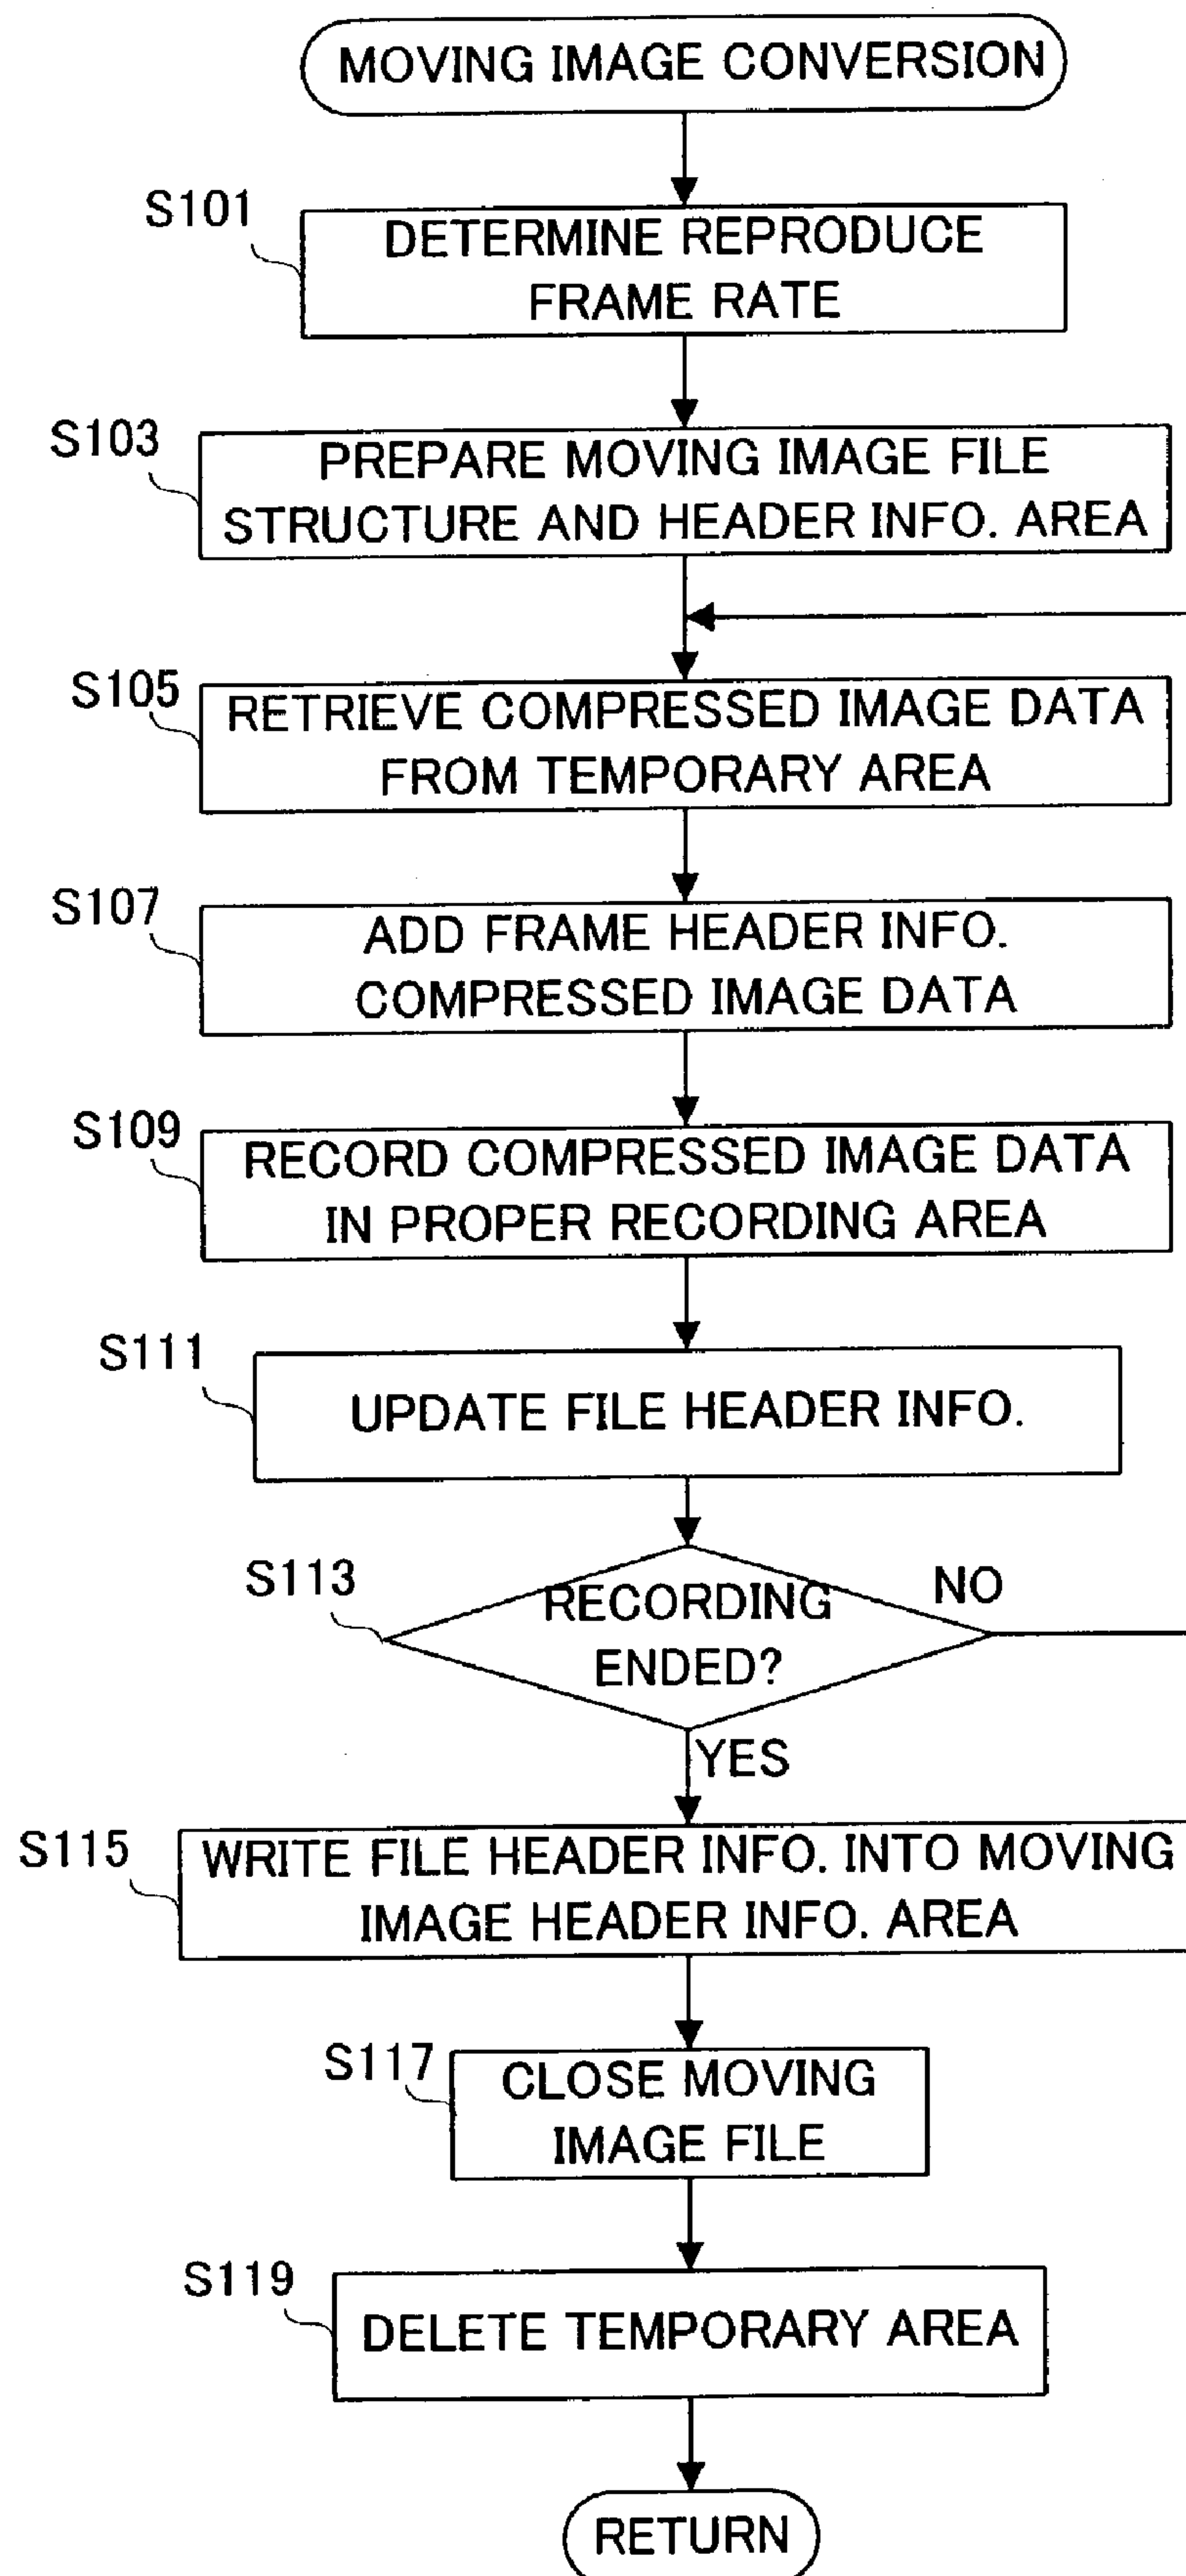 MOVING IMAGE CONVERSION
S101
DETERMINE REPRODUCE
FRAME RATE
S103
PREPARE MOVING IMAGE FILE
STRUCTURE AND HEADER INFO. AREA
S105
RETRIEVE COMPRESSED IMAGE DATA
FROM TEMPORARY AREA
S107
ADD FRAME HEADER INFO.
COMPRESSED IMAGE DATA
S109
RECORD COMPRESSED IMAGE DATA
IN PROPER RECORDING AREA
S111
UPDATE FILE HEADER INFO.
S113
RECORDING
ENDED?
NO
YES
S115
WRITE FILE HEADER INFO. INTO MOVING
IMAGE HEADER INFO. AREA
S117
CLOSE MOVING
IMAGE FILE
S119
DELETE TEMPORARY AREA
RETURN